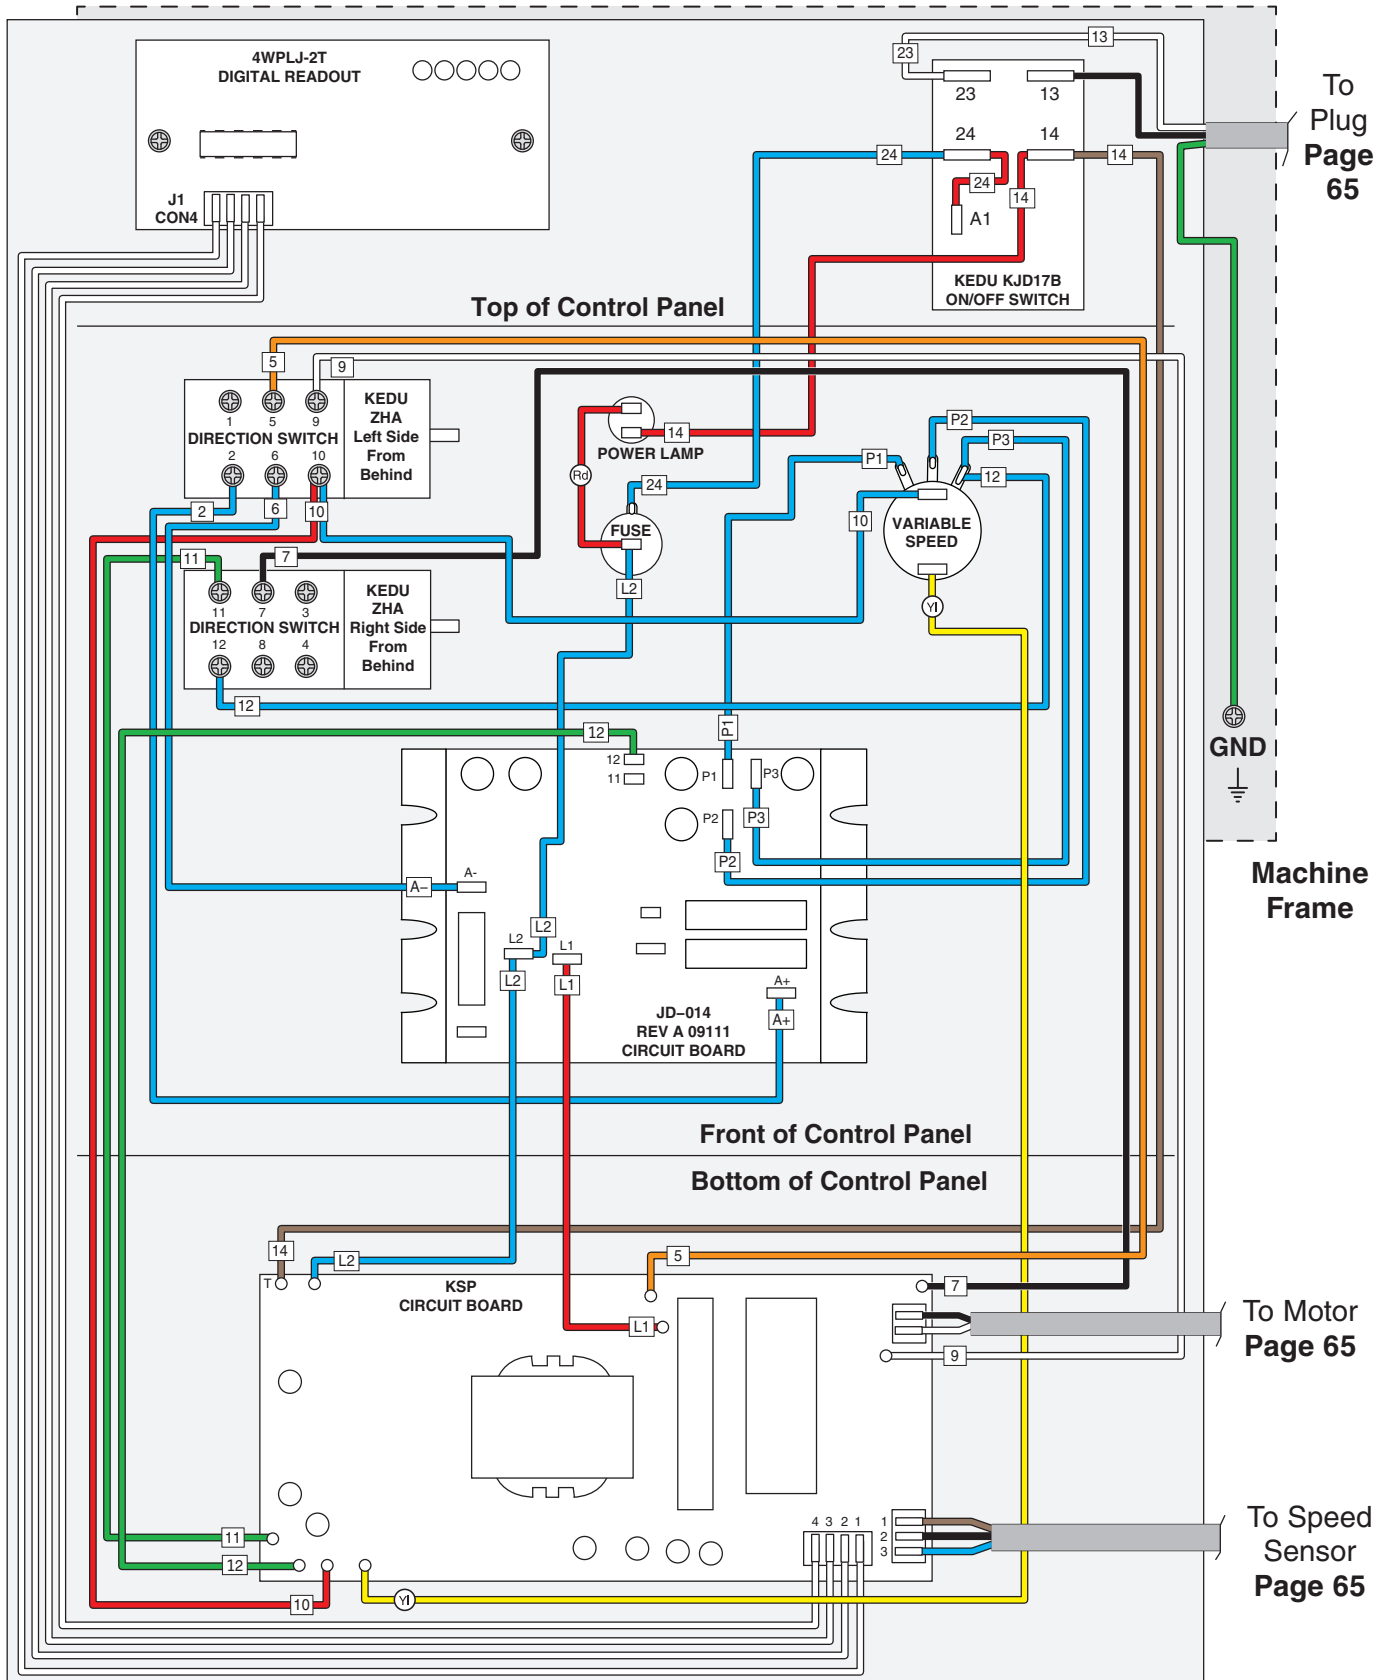 4WPLJ-2T
DIGITAL READOUT
J1
CON4
23
13
23
13
24
14
24
14
24
14
A1
KEDU KJD17B
ON/OFF SWITCH
To
Plug
Page
65
Top of Control Panel
5
9
1
5
9
DIRECTION SWITCH
2
6
10
KEDU
ZHA
Left Side
From
Behind
2
6
10
14
POWER LAMP
Rd
24
FUSE
L2
P1
P2
P3
12
10
VARIABLE
SPEED
Yl
11
7
11
7
3
DIRECTION SWITCH
12
8
4
KEDU
ZHA
Right Side
From
Behind
12
12
P1
12
11
P1
P3
P2
P3
P2
A–
A-
L2
L2
L2
L1
L1
A+
A+
JD–014
REV A 09111
CIRCUIT BOARD
GND
Machine
Frame
Front of Control Panel
Bottom of Control Panel
14
L2
5
T
KSP
CIRCUIT BOARD
7
L1
9
To Motor
Page 65
11
12
10
Yl
4 3 2 1
1
2
3
To Speed
Sensor
Page 65